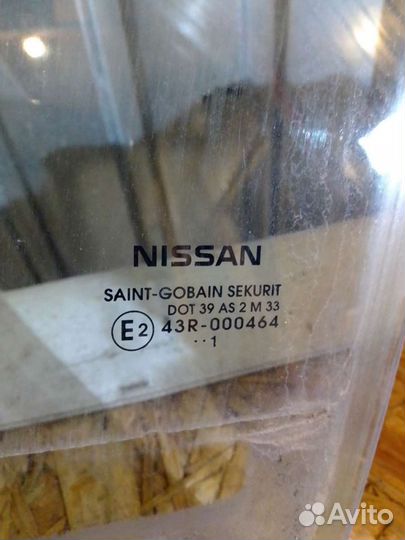 NISSAN
SAINT-GOBAIN SEKURIT
DOT 39 AS 2 M 33
E2 43R-000464
··1
Avito